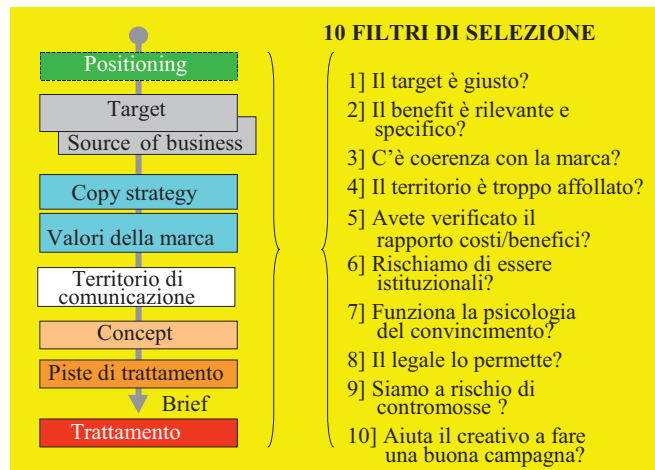 10 FILTRI DI SELEZIONE
Positioning
Target
Source of business
Copy strategy
Valori della marca
Territorio di
comunicazione
Concept
Piste di trattamento
Brief
Trattamento
1] Il target è giusto?
2] Il benefit è rilevante e
specifico?
3] C'è coerenza con la marca?
4] Il territorio è troppo affollato?
5] Avete verificato il
rapporto costi/benefici?
6] Rischiamo di essere
istituzionali?
7] Funziona la psicologia
del convincimento?
8] Il legale lo permette?
9] Siamo a rischio di
contromosse ?
10] Aiuta il creativo a fare
una buona campagna?